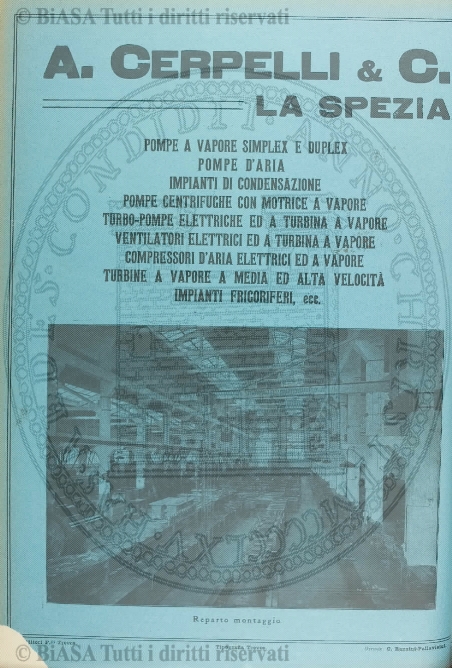 © BiASA Tutti i diritti riservati
A. CERPELLI & C.
LA SPEZIA
POMPE A VAPORE SIMPLEX E DUPLEX
POMPE D'ARIA
IMPIANTI DI CONDENSAZIONE
POMPE CENTRIFUGHE CON MOTRICE A VAPORE
TURBO-POMPE ELETTRICHE ED A TURBINA A VAPORE
VENTILATORI ELETTRICI ED A TURBINA A VAPORE
COMPRESSORI D'ARIA ELETTRICI ED A VAPORE
TURBINE A VAPORE A MEDIA ED ALTA VELOCITÀ
IMPIANTI FRIGORIFERI, ecc.
Reparto montaggio
© BiASA Tutti i diritti riservati